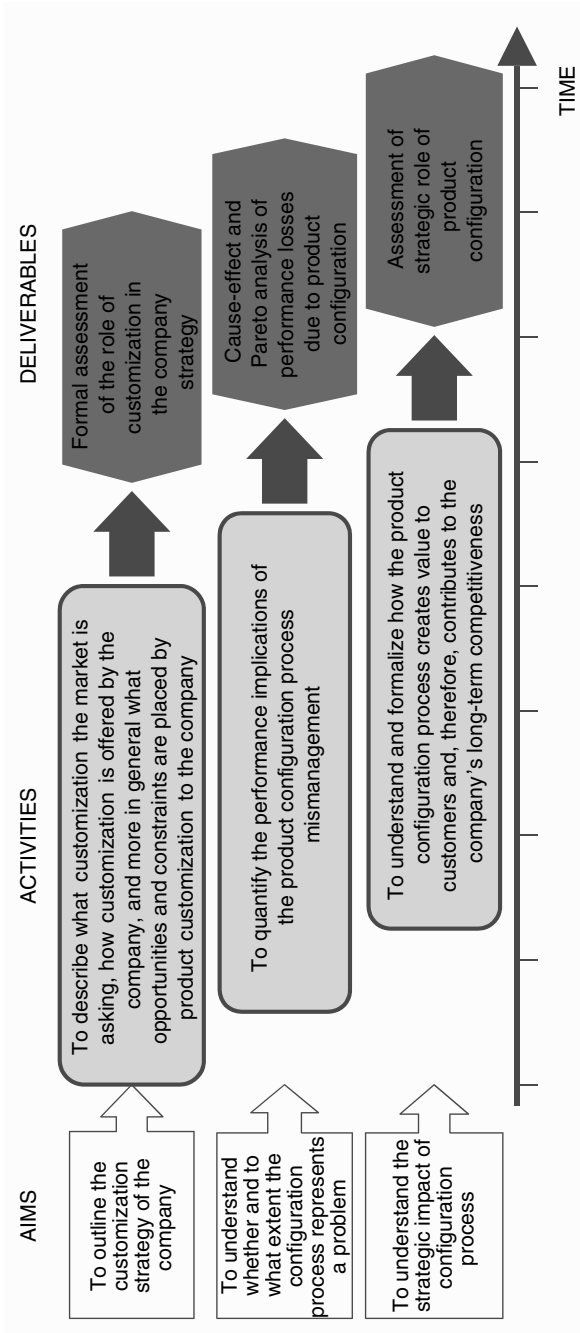 AIMS
ACTIVITIES
DELIVERABLES
To outline the
customization
strategy of the
company
To describe what customization the market is
asking, how customization is offered by the
company, and more in general what
opportunities and constraints are placed by
product customization to the company
Formal assessment
of the role of
customization in
the company
strategy
To understand
whether and to
what extent the
configuration
process represents
a problem
To quantify the performance implications of
the product configuration process
mismanagement
Cause-effect and
Pareto analysis of
performance losses
due to product
configuration
To understand the
strategic impact of
configuration
process
To understand and formalize how the product
configuration process creates value to
customers and, therefore, contributes to the
company's long-term competitiveness
Assessment of
strategic role of
product
configuration
TIME